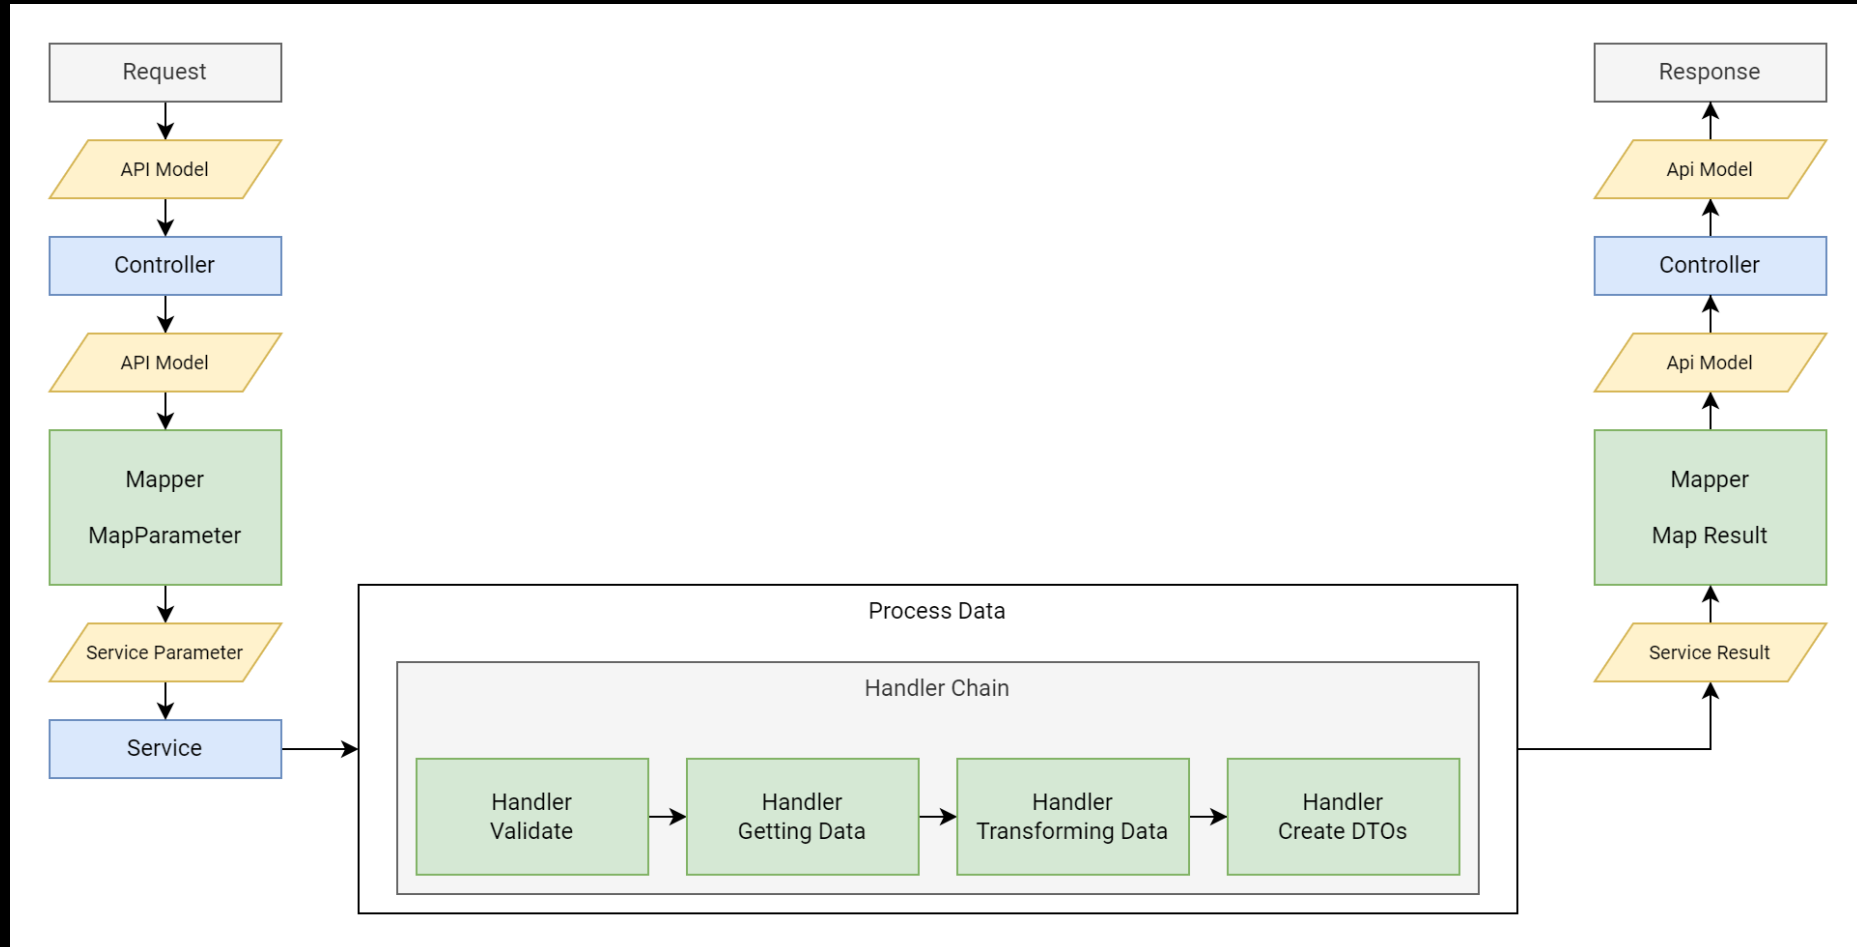 Request
API Model
Controller
API Model
Mapper
MapParameter
Service Parameter
Service
Process Data
Handler Chain
Handler
Validate
Handler
Getting Data
Handler
Transforming Data
Handler
Create DTOs
Response
Api Model
Controller
Api Model
Mapper
Map Result
Service Result